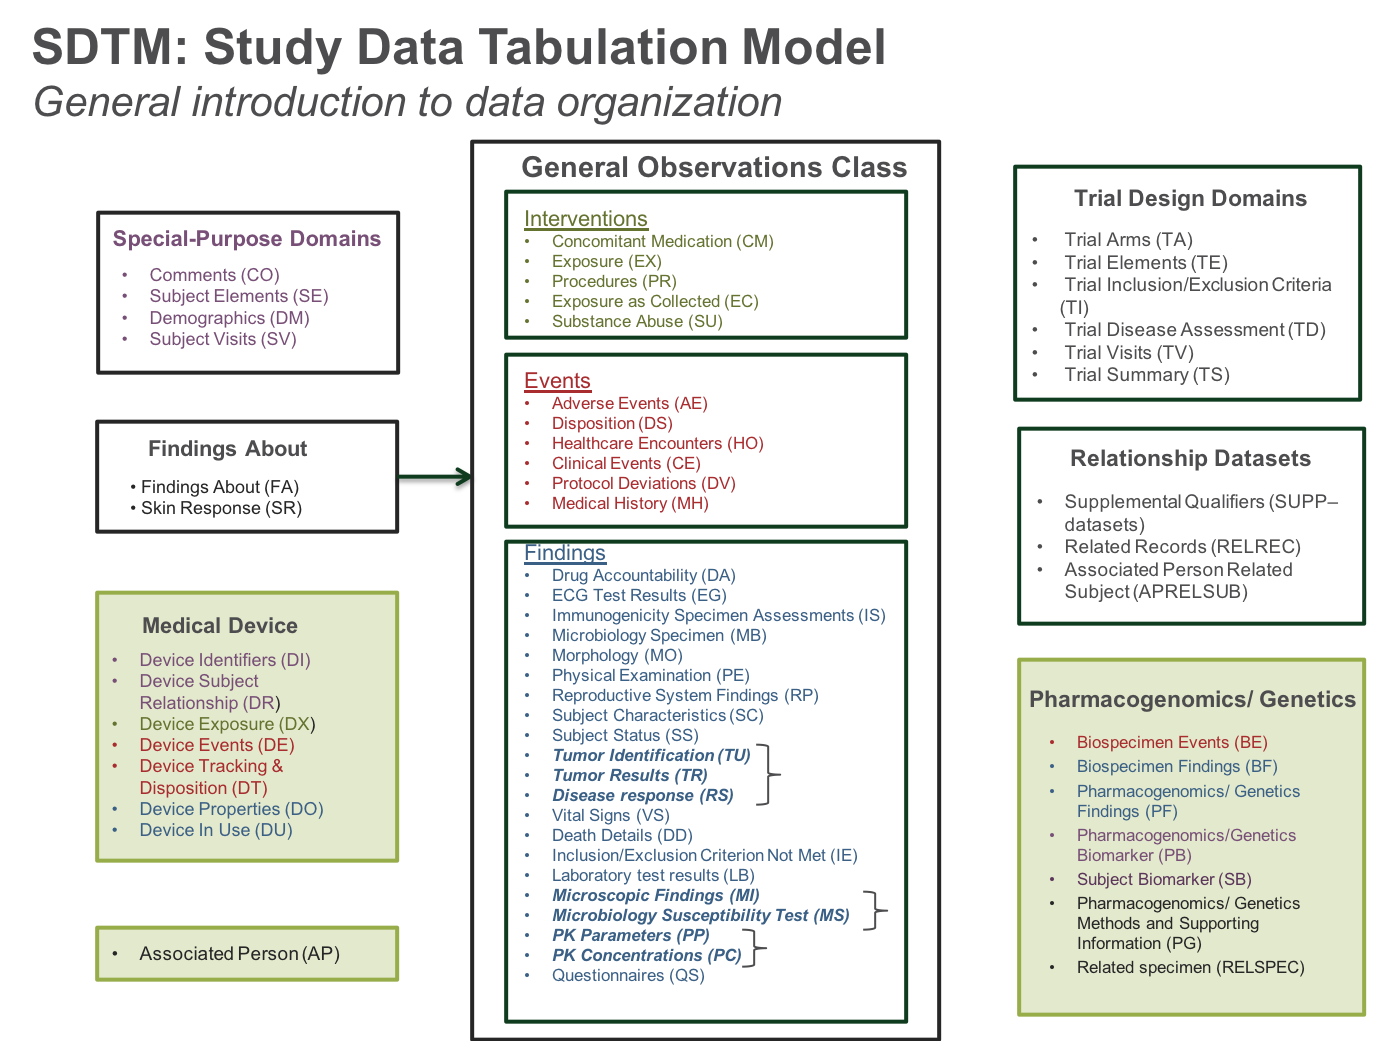 SDTM: Study Data Tabulation Model
General introduction to data organization
Special-Purpose Domains
• Comments (CO)
• Subject Elements (SE)
• Demographics (DM)
• Subject Visits (SV)
Findings About
• Findings About (FA)
• Skin Response (SR)
Medical Device
• Device Identifiers (DI)
• Device Subject
Relationship (DR)
• Device Exposure (DX)
• Device Events (DE)
• Device Tracking &
Disposition (DT)
• Device Properties (DO)
• Device In Use (DU)
• Associated Person (AP)
General Observations Class
Interventions
• Concomitant Medication (CM)
• Exposure (EX)
• Procedures (PR)
• Exposure as Collected (EC)
• Substance Abuse (SU)
Events
• Adverse Events (AE)
• Disposition (DS)
• Healthcare Encounters (HO)
• Clinical Events (CE)
• Protocol Deviations (DV)
• Medical History (MH)
Findings
• Drug Accountability (DA)
• ECG Test Results (EG)
• Immunogenicity Specimen Assessments (IS)
• Microbiology Specimen (MB)
• Morphology (MO)
• Physical Examination (PE)
• Reproductive System Findings (RP)
• Subject Characteristics (SC)
• Subject Status (SS)
• Tumor Identification (TU)
• Tumor Results (TR)
• Disease response (RS)
• Vital Signs (VS)
• Death Details (DD)
• Inclusion/Exclusion Criterion Not Met (IE)
• Laboratory test results (LB)
• Microscopic Findings (MI)
• Microbiology Susceptibility Test (MS)
• PK Parameters (PP)
• PK Concentrations (PC)
• Questionnaires (QS)
Trial Design Domains
• Trial Arms (TA)
• Trial Elements (TE)
• Trial Inclusion/Exclusion Criteria
(TI)
• Trial Disease Assessment (TD)
• Trial Visits (TV)
• Trial Summary (TS)
Relationship Datasets
• Supplemental Qualifiers (SUPP–
datasets)
• Related Records (RELREC)
• Associated Person Related
Subject (APRELSUB)
Pharmacogenomics/ Genetics
• Biospecimen Events (BE)
• Biospecimen Findings (BF)
• Pharmacogenomics/ Genetics
Findings (PF)
• Pharmacogenomics/Genetics
Biomarker (PB)
• Subject Biomarker (SB)
• Pharmacogenomics/ Genetics
Methods and Supporting
Information (PG)
• Related specimen (RELSPEC)